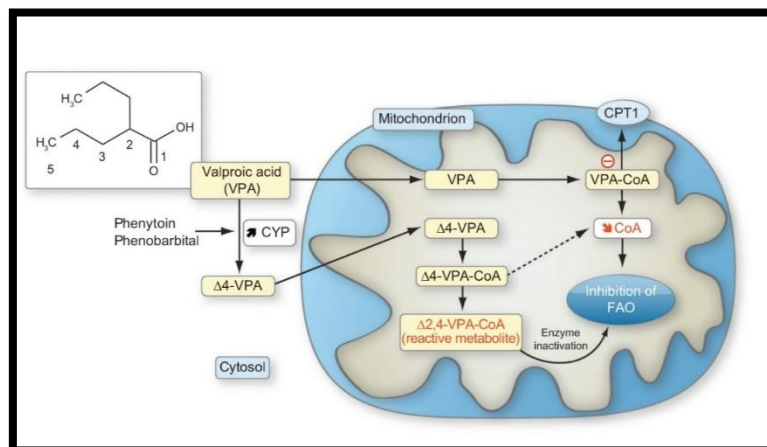 H₃C
H₃C
5
4
3
2
1
OH
O
Valproic acid
(VPA)
Phenytoin
Phenobarbital
CYP
Δ4-VPA
Cytosol
Mitochondrion
CPT1
VPA
VPA-CoA
Δ4-VPA
CoA
Δ4-VPA-CoA
Δ2,4-VPA-CoA
(reactive metabolite)
Enzyme
inactivation
Inhibition of
FAO